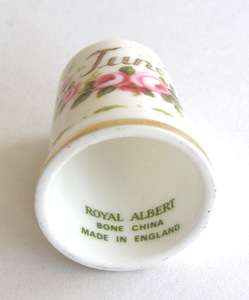 June
ROYAL ALBERT
BONE CHINA
MADE IN ENGLAND